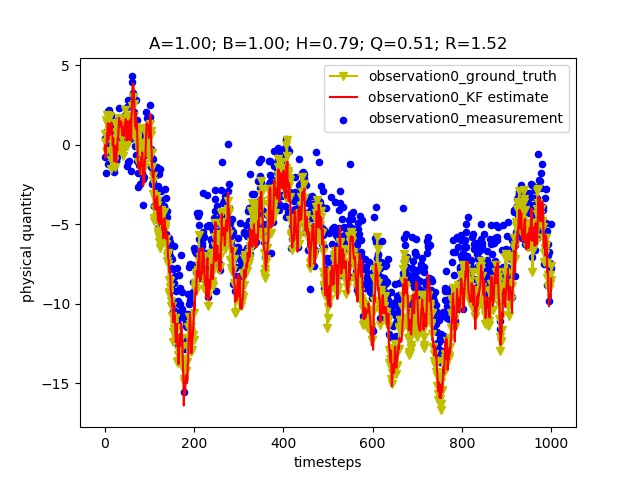 A=1.00; B=1.00; H=0.79; Q=0.51; R=1.52
observation0_ground_truth
observation0_KF estimate
observation0_measurement
physical quantity
5
0
−5
−10
−15
0
200
400
600
800
1000
timesteps